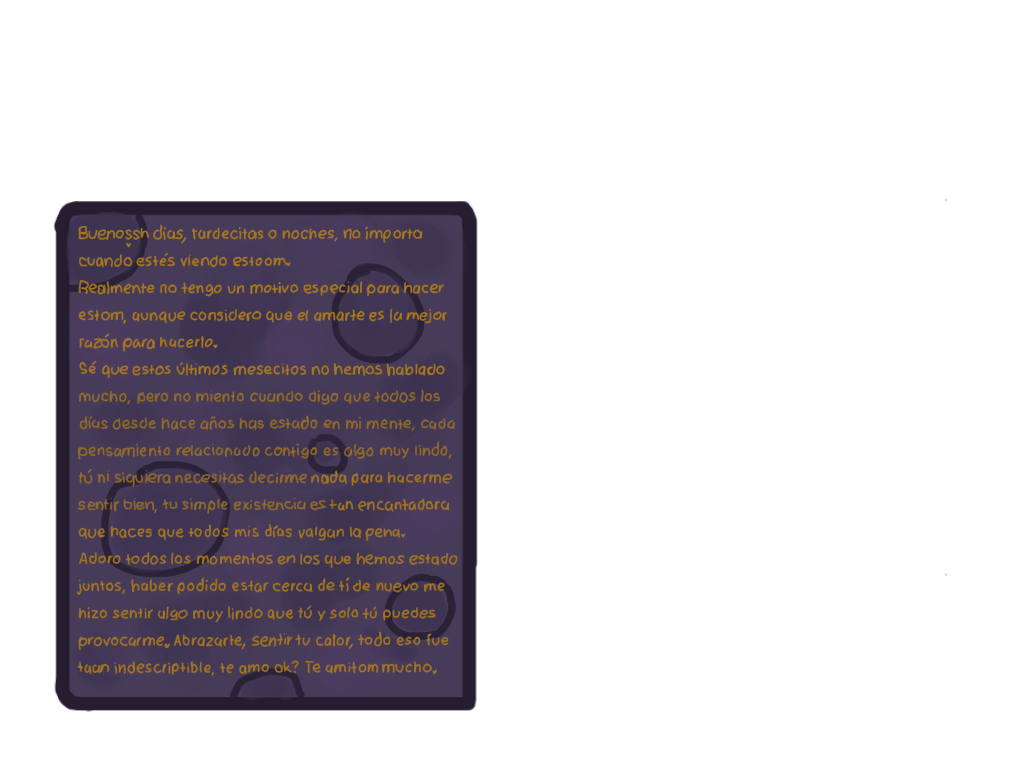 Buenossh días, tardecitas o noches, no importa
cuando estés viendo estoom.
Realmente no tengo un motivo especial para hacer
estom, aunque considero que el amarte es la mejor
razón para hacerlo.
Sé que estos últimos mesecitos no hemos hablado
mucho, pero no miento cuando digo que todos los
días desde hace años has estado en mi mente, cada
pensamiento relacionado contigo es algo muy lindo,
tú ni siquiera necesitas decirme nada para hacerme
sentir bien, tu simple existencia es tan encantadora
que haces que todos mis días valgan la pena.
Adoro todos los momentos en los que hemos estado
juntos, haber podido estar cerca de tí de nuevo me
hizo sentir algo muy lindo que tú y solo tú puedes
provocarme. Abrazarte, sentir tu calor, todo eso fue
taan indescriptible, te amo ok? Te amitom mucho.